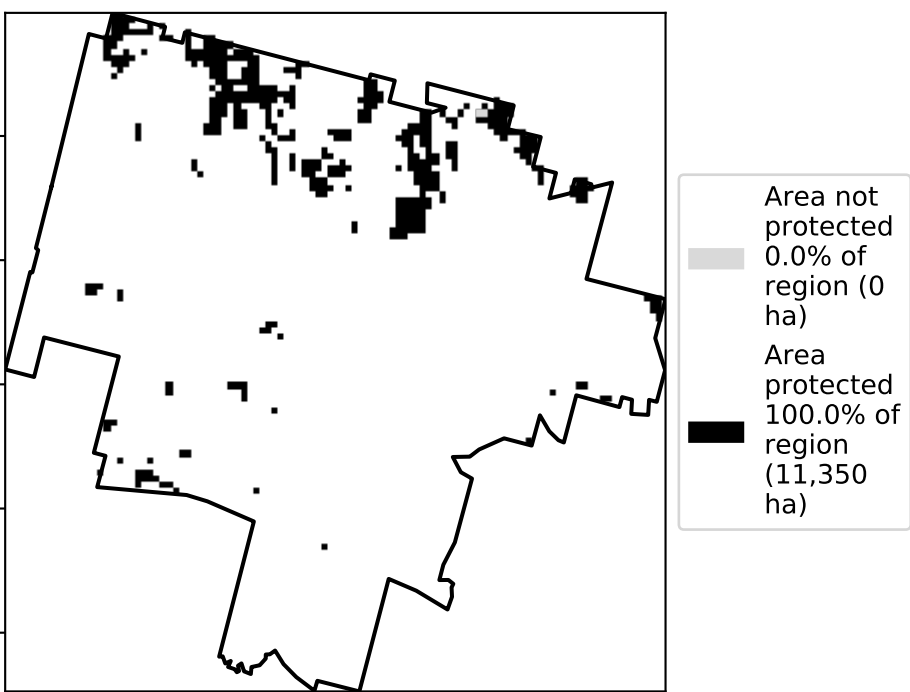 Area not
protected
0.0% of
region (0
ha)
Area
protected
100.0% of
region
(11,350
ha)